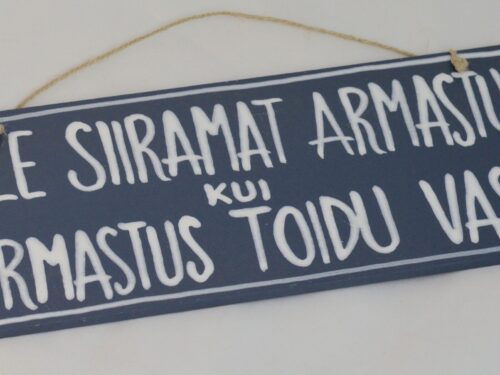 LE SIIRAMAT ARMASTU
KUI
RMASTUS TOIDU VAS